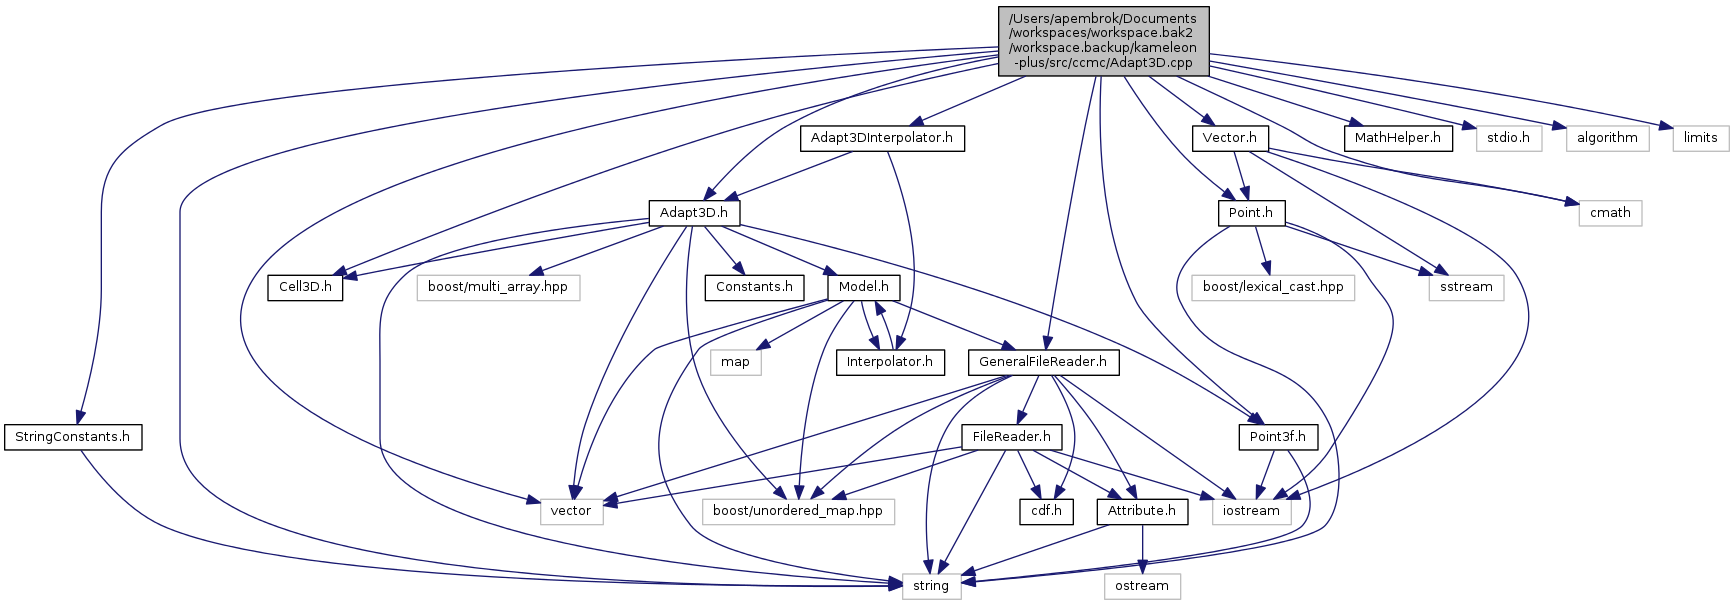 /Users/apembrok/Documents
/workspaces/workspace.bak2
/workspace.backup/kameleon
-plus/src/ccmc/Adapt3D.cpp
Adapt3DInterpolator.h
Vector.h
MathHelper.h
stdio.h
algorithm
limits
Adapt3D.h
Point.h
cmath
Cell3D.h
boost/multi_array.hpp
Constants.h
Model.h
boost/lexical_cast.hpp
sstream
map
Interpolator.h
GeneralFileReader.h
StringConstants.h
FileReader.h
Point3f.h
vector
boost/unordered_map.hpp
cdf.h
Attribute.h
iostream
string
ostream